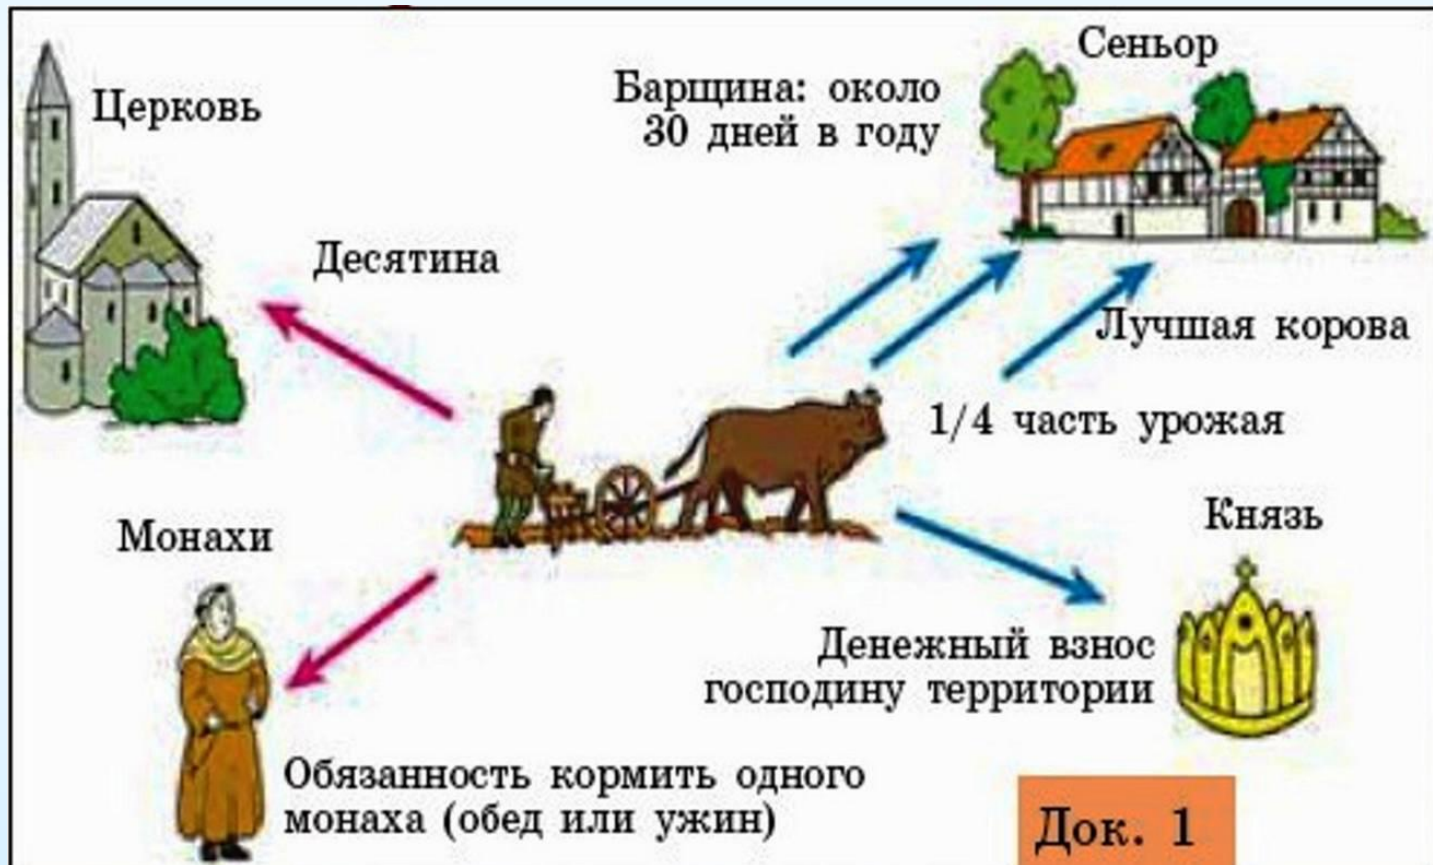 Сеньор
Церковь
Барщина: около
30 дней в году
Десятина
Лучшая корова
1/4 часть урожая
Князь
Монахи
Денежный взнос
господину территории
Обязанность кормить одного
монаха (обед или ужин)
Док. 1